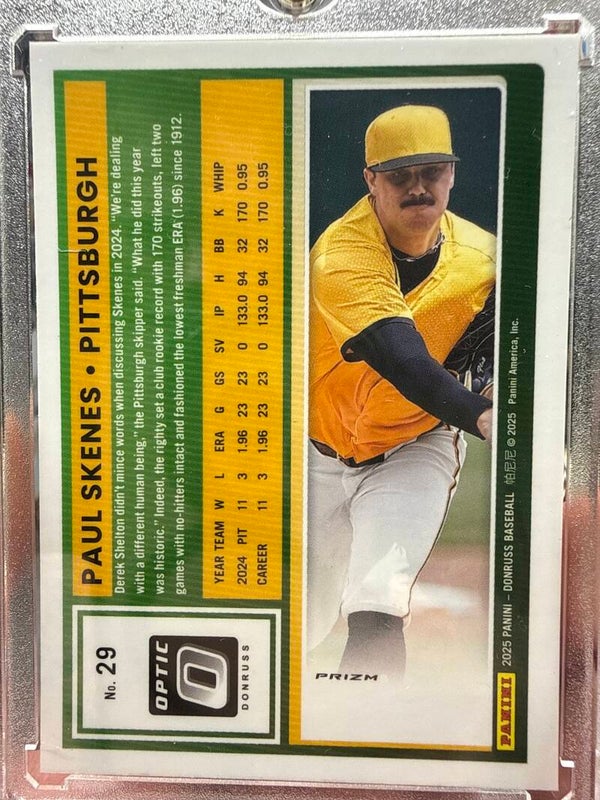 No. 29
OPTIC
DONRUSS
PAUL SKENES • PITTSBURGH
Derek Shelton didn't mince words when discussing Skenes in 2024. "We're dealing
with a different human being," the Pittsburgh skipper said. "What he did this year
was historic." Indeed, the righty set a club rookie record with 170 strikeouts, left two
games with no-hitters intact and fashioned the lowest freshman ERA (1.96) since 1912.
YEAR TEAM W L ERA G GS SV IP H BB K WHIP
2024 PIT 11 3 1.96 23 23 0 133.0 94 32 170 0.95
CAREER 11 3 1.96 23 23 0 133.0 94 32 170 0.95
PRIZM
PANINI 2025 PANINI – DONRUSS BASEBALL 帕尼尼 © 2025 Panini America, Inc.